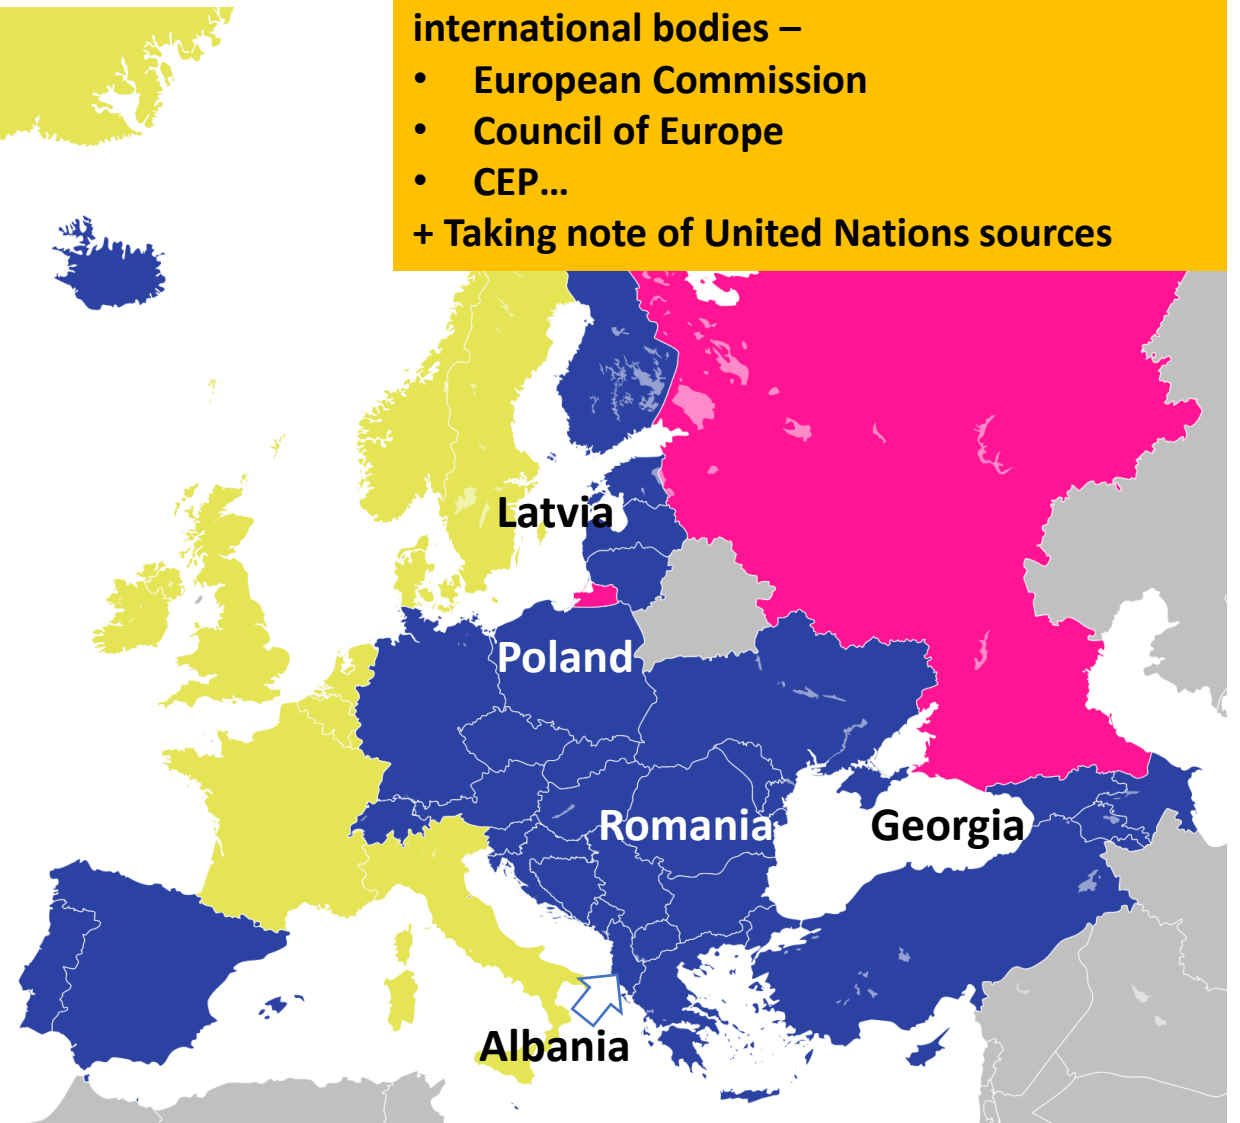 international bodies –
• European Commission
• Council of Europe
• CEP…
+ Taking note of United Nations sources
Latvia
Poland
Romania
Georgia
Albania